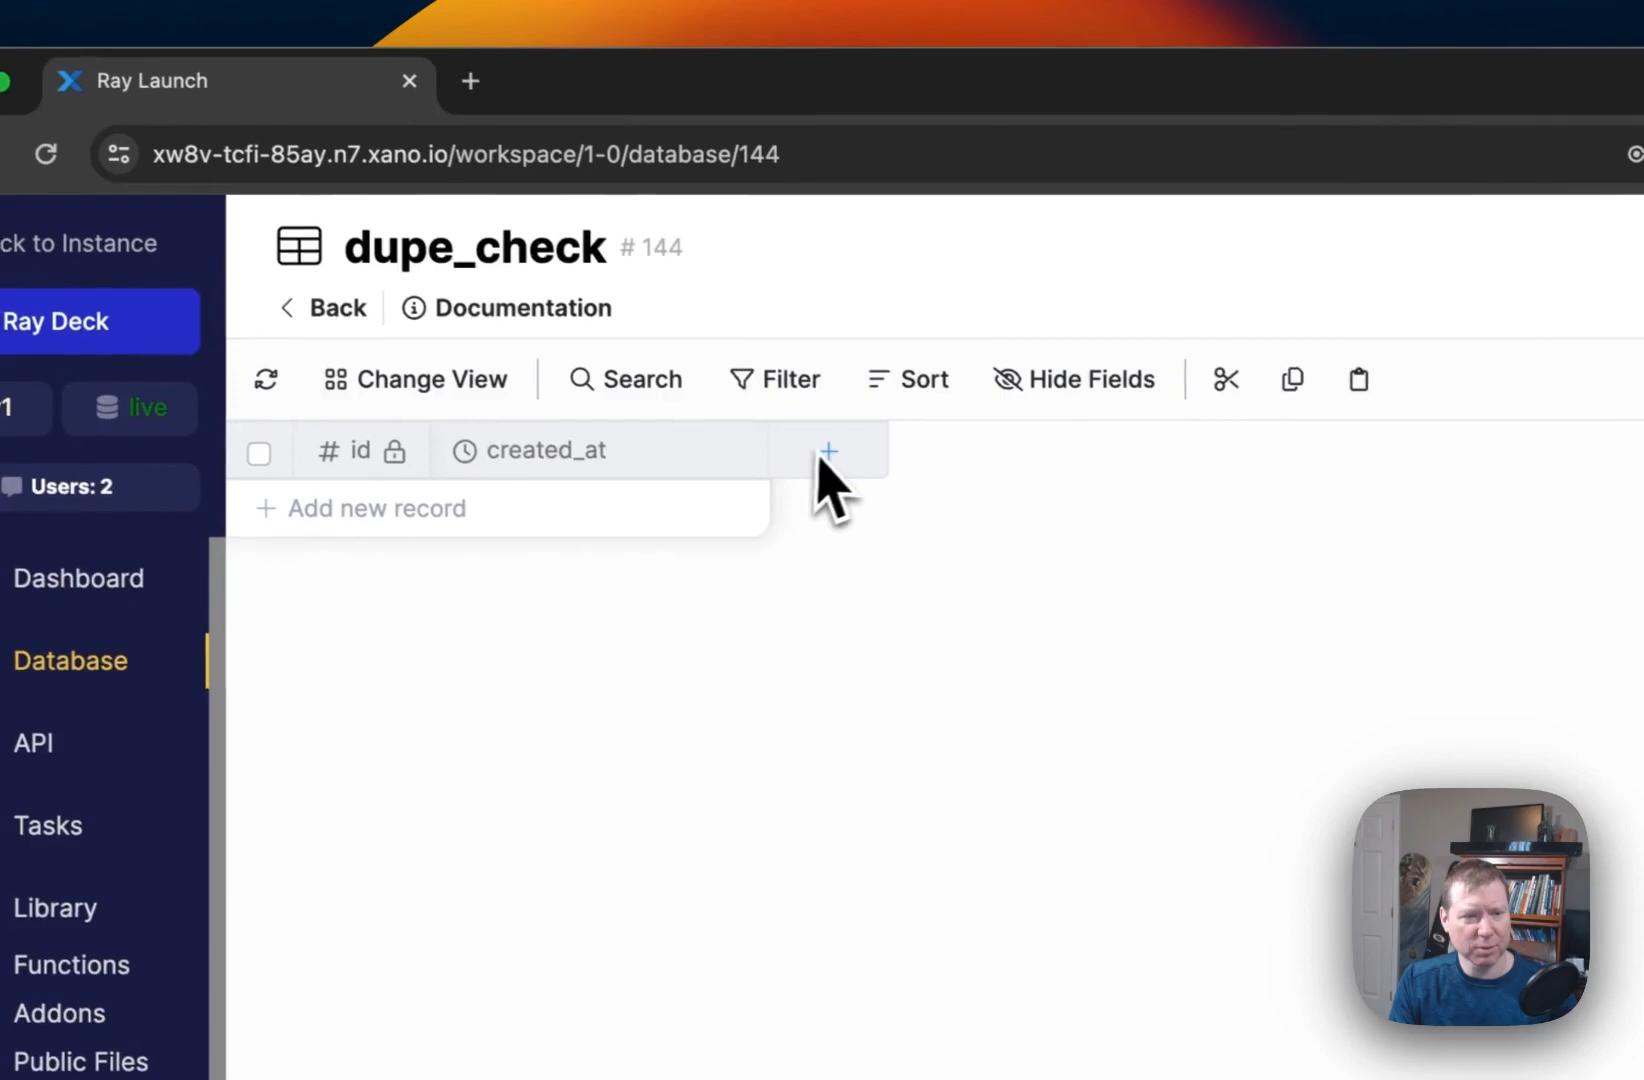 Ray Launch
xw8v-tcfi-85ay.n7.xano.io/workspace/1-0/database/144
ck to Instance
dupe_check # 144
Ray Deck
Back
Documentation
Change View
Search
Filter
Sort
Hide Fields
1
live
# id
created_at
+
Users: 2
+ Add new record
Dashboard
Database
API
Tasks
Library
Functions
Addons
Public Files